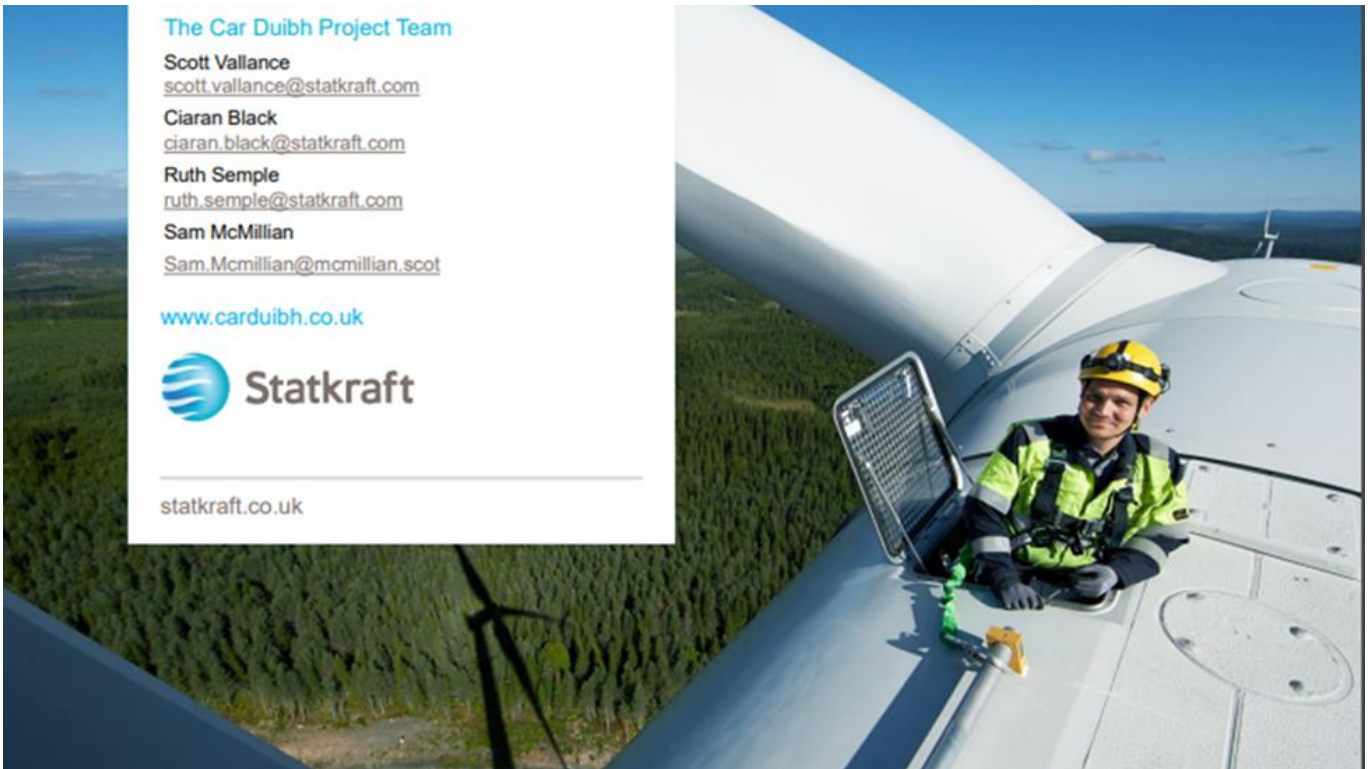 The Car Duibh Project Team
Scott Vallance
scott.vallance@statkraft.com
Ciaran Black
ciaran.black@statkraft.com
Ruth Semple
ruth.semple@statkraft.com
Sam McMillian
Sam.Mcmillian@mcmillian.scot
www.carduibh.co.uk
Statkraft
statkraft.co.uk